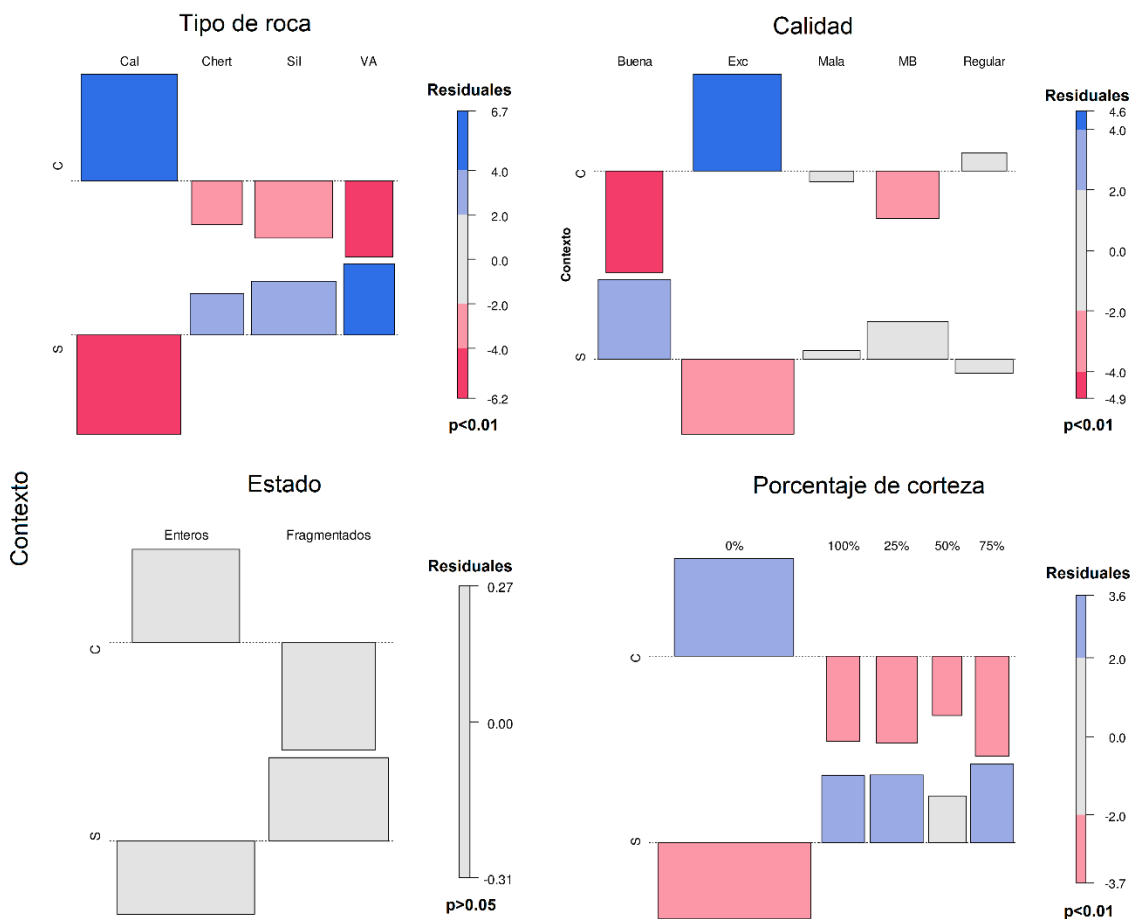 Tipo de roca
Cal Chert Sil VA
Residuales
6.7
4.0
2.0
0.0
-2.0
-4.0
-6.2
p<0.01
C
S
Calidad
Buena Exc Mala MB Regular
Residuales
4.6
4.0
2.0
0.0
-2.0
-4.0
-4.9
p<0.01
C
Contexto
S
Contexto
Estado
Enteros Fragmentados
Residuales
0.27
0.00
-0.31
p>0.05
C
S
Porcentaje de corteza
0% 100% 25% 50% 75%
Residuales
3.6
2.0
0.0
-2.0
-3.7
p<0.01
C
S